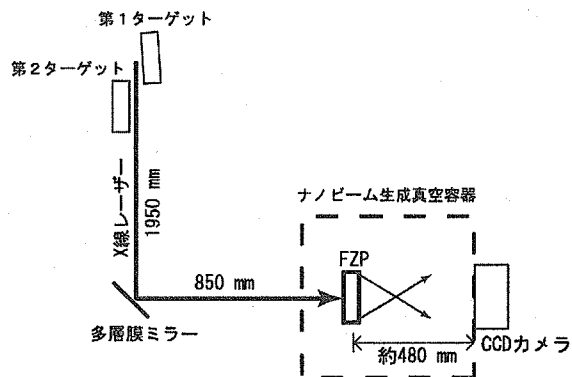 第1ターゲット
第2ターゲット
X線レーザー
1950 mm
ナノビーム生成真空容器
FZP
850 mm
多層膜ミラー
約480 mm
CCDカメラ